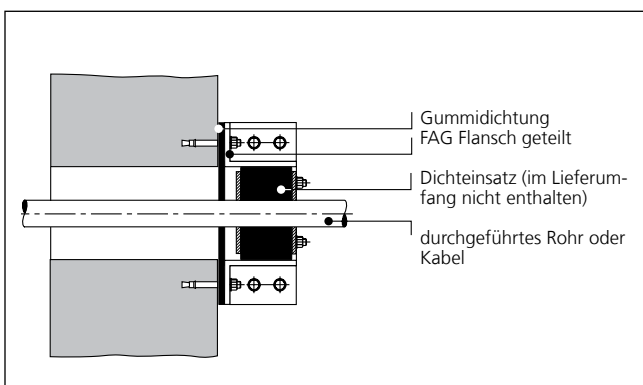 Gummidichtung
FAG Flansch geteilt
Dichteinsatz (im Lieferum-
fang nicht enthalten)
durchgeführtes Rohr oder
Kabel